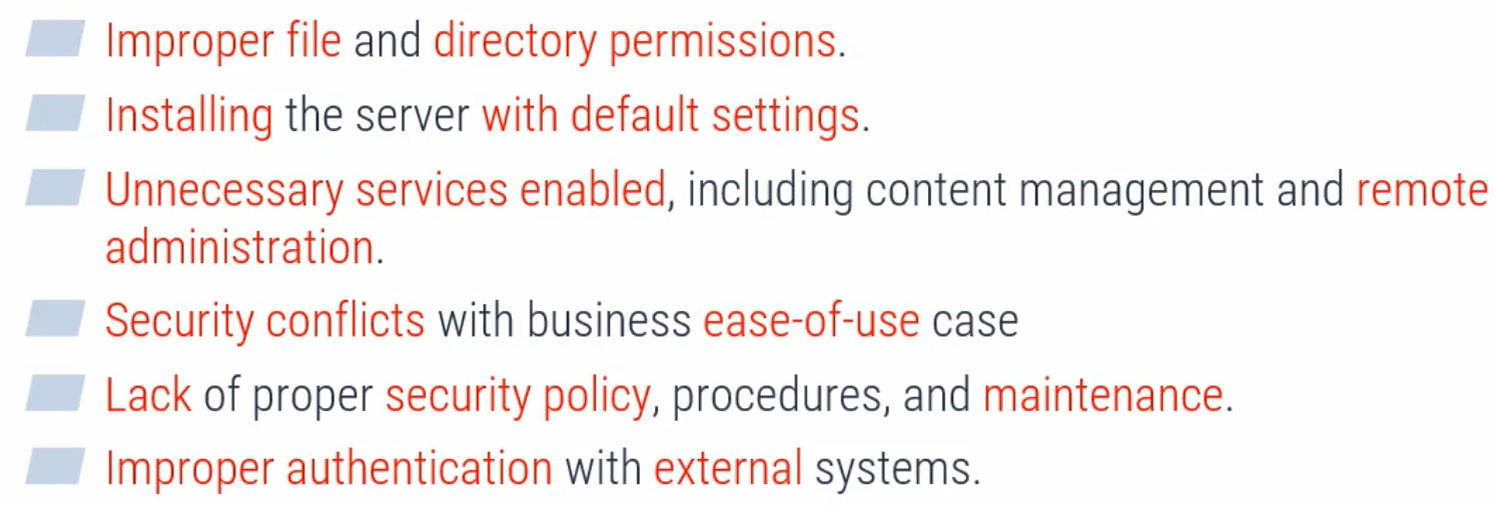 Improper file and directory permissions.
Installing the server with default settings.
Unnecessary services enabled, including content management and remote
administration.
Security conflicts with business ease-of-use case
Lack of proper security policy, procedures, and maintenance.
Improper authentication with external systems.